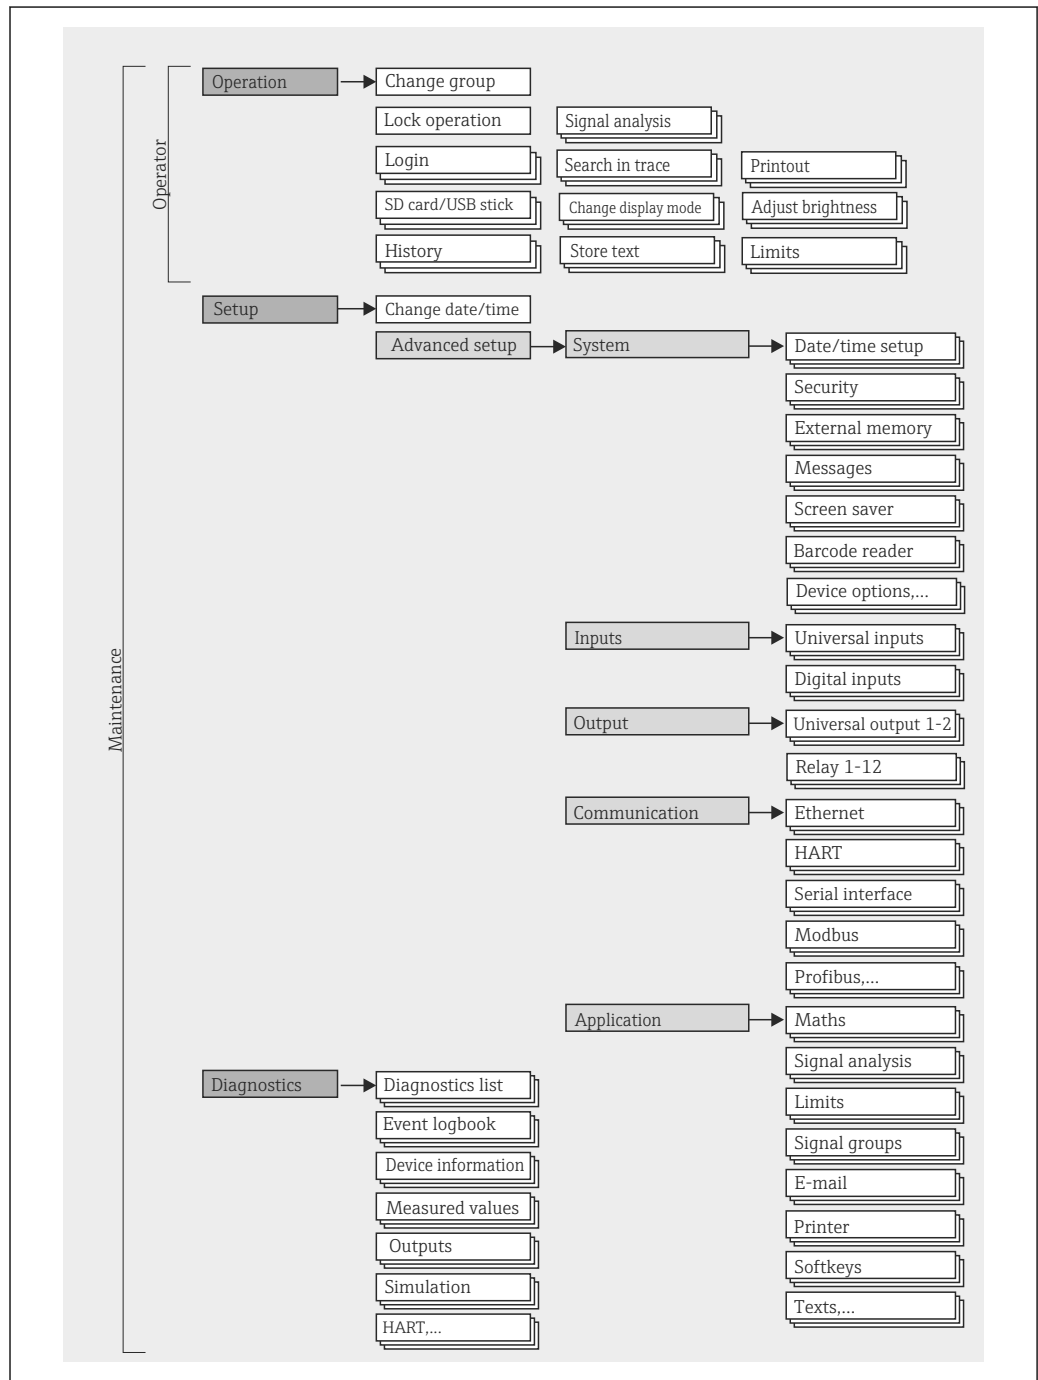 Operation
Change group
Lock operation
Signal analysis
Login
Search in trace
Printout
SD card/USB stick
Change display mode
Adjust brightness
History
Store text
Limits
Operator
Setup
Change date/time
Advanced setup
System
Date/time setup
Security
External memory
Messages
Screen saver
Barcode reader
Device options,...
Inputs
Universal inputs
Digital inputs
Maintenance
Output
Universal output 1-2
Relay 1-12
Communication
Ethernet
HART
Serial interface
Modbus
Profibus,...
Application
Maths
Signal analysis
Limits
Signal groups
E-mail
Printer
Softkeys
Texts,...
Diagnostics
Diagnostics list
Event logbook
Device information
Measured values
Outputs
Simulation
HART,...